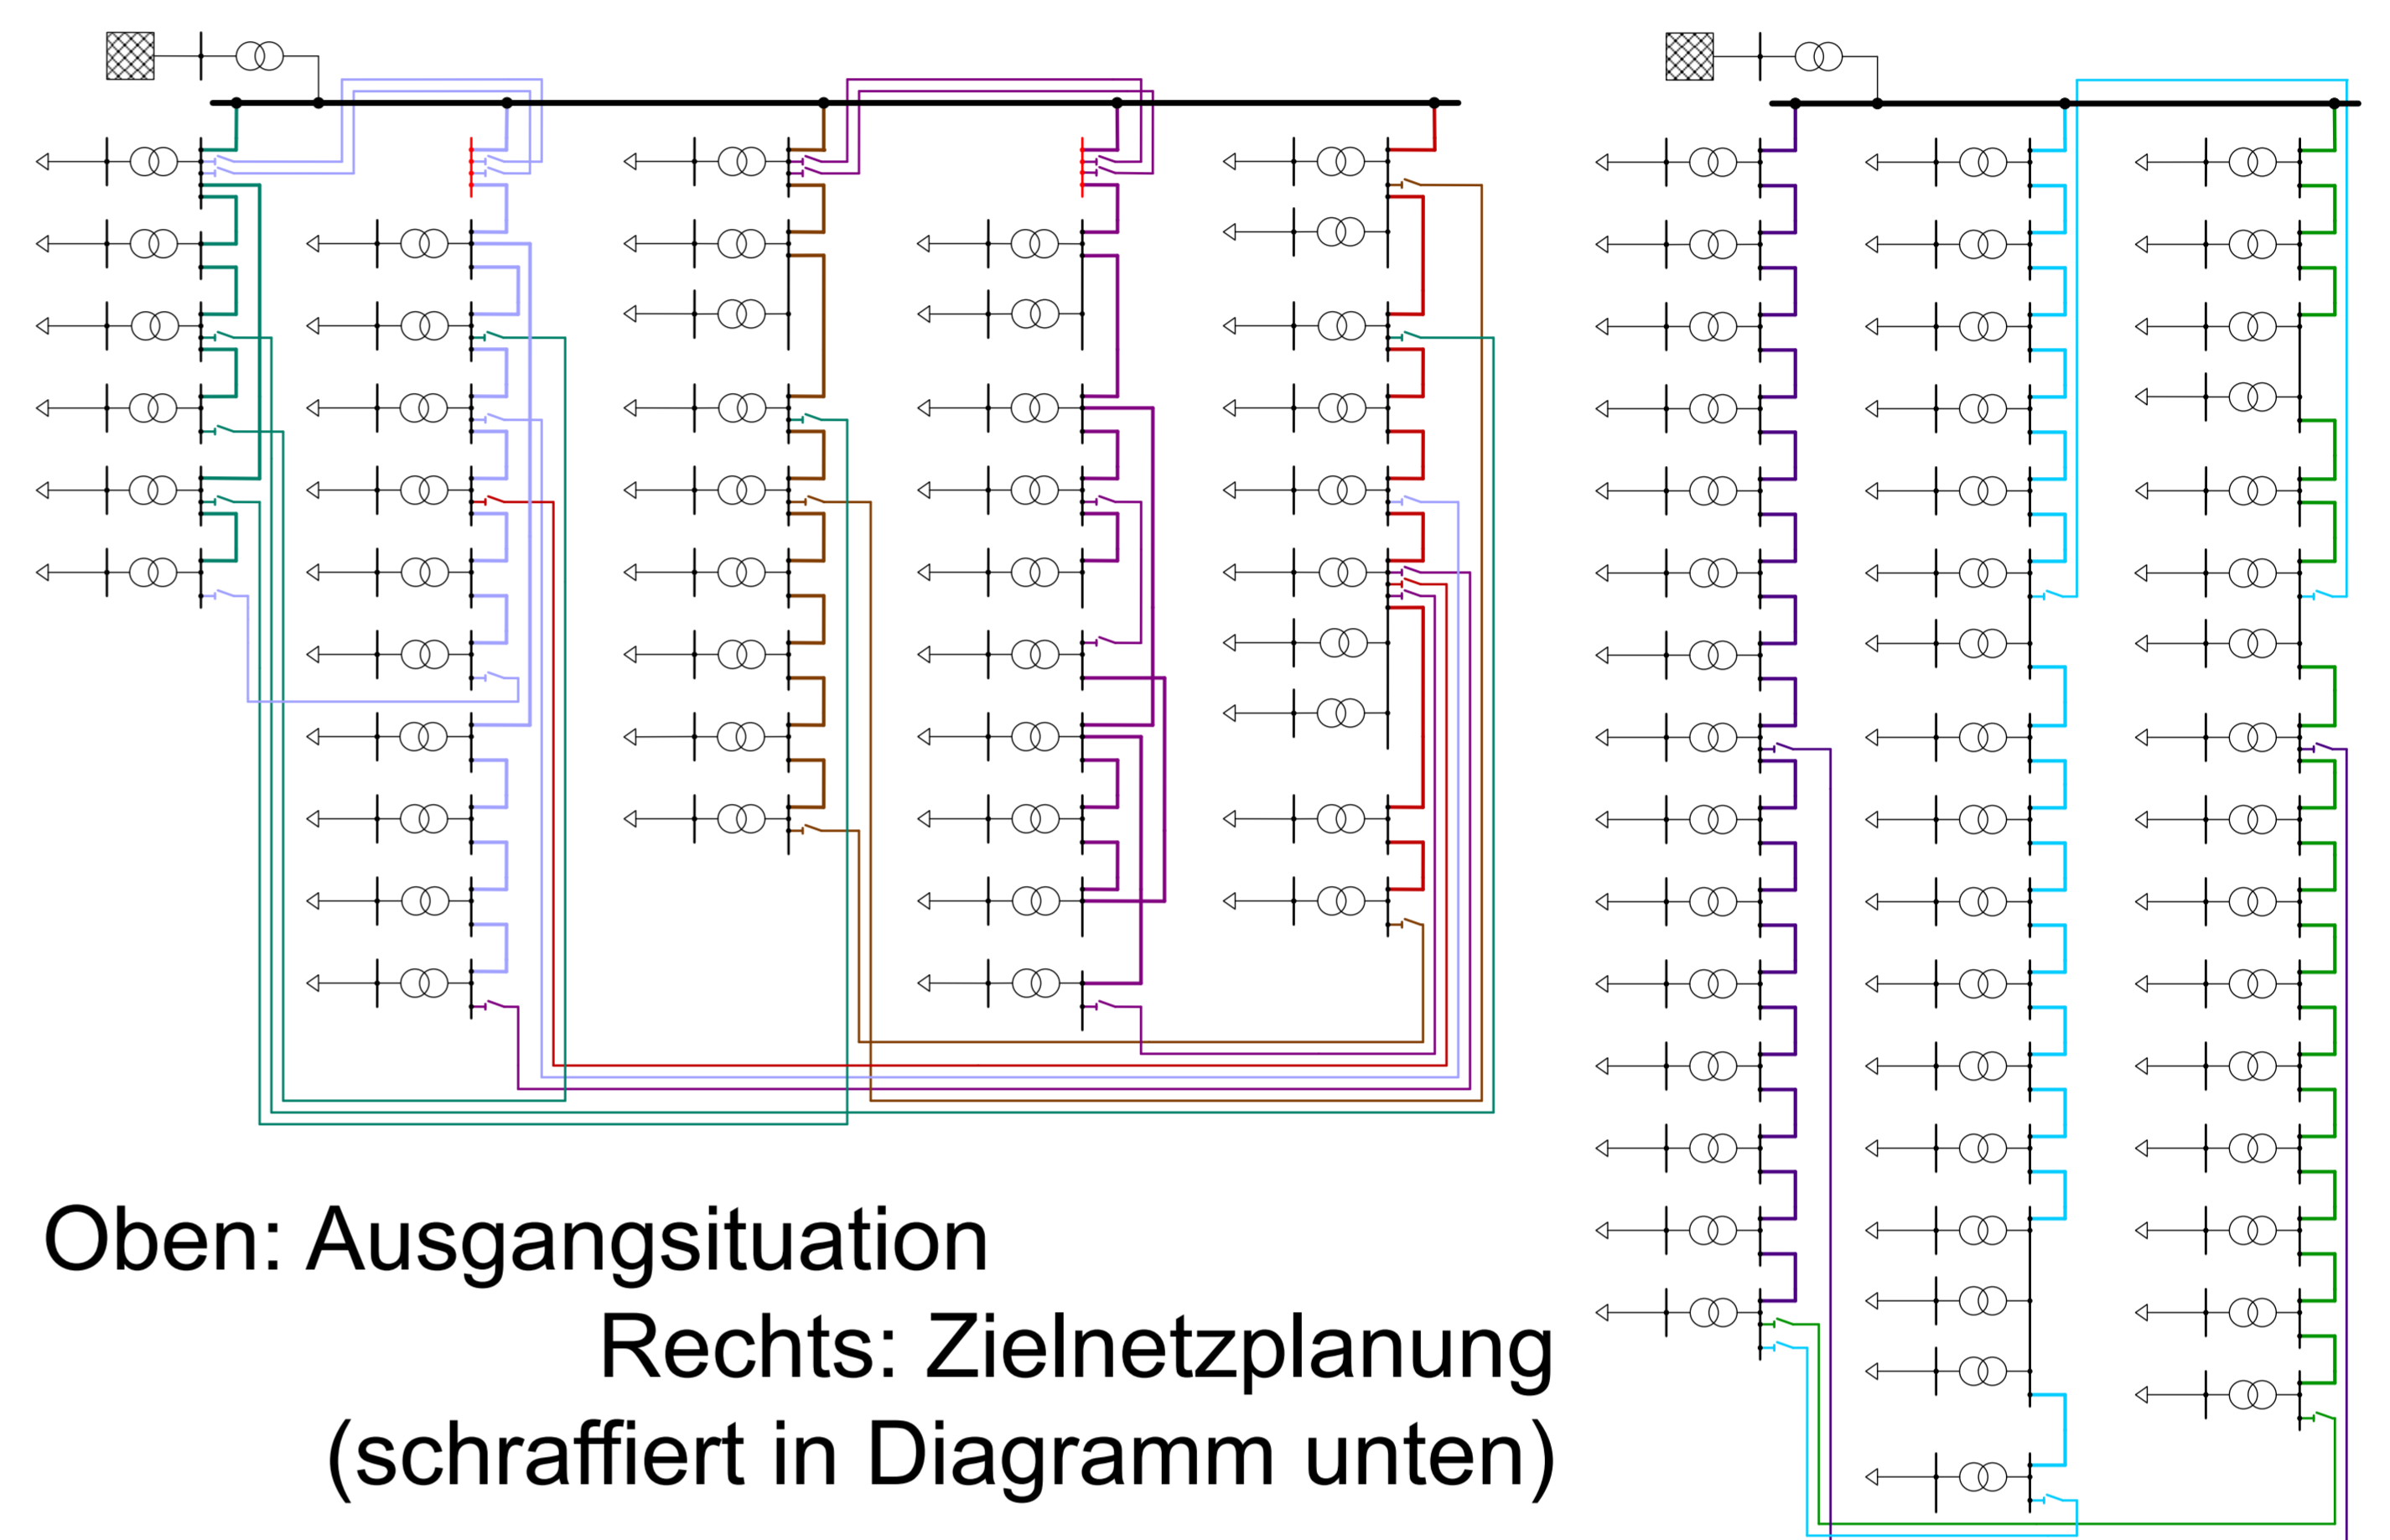 Oben: Ausgangsituation
Rechts: Zielnetzplanung
(schraffiert in Diagramm unten)